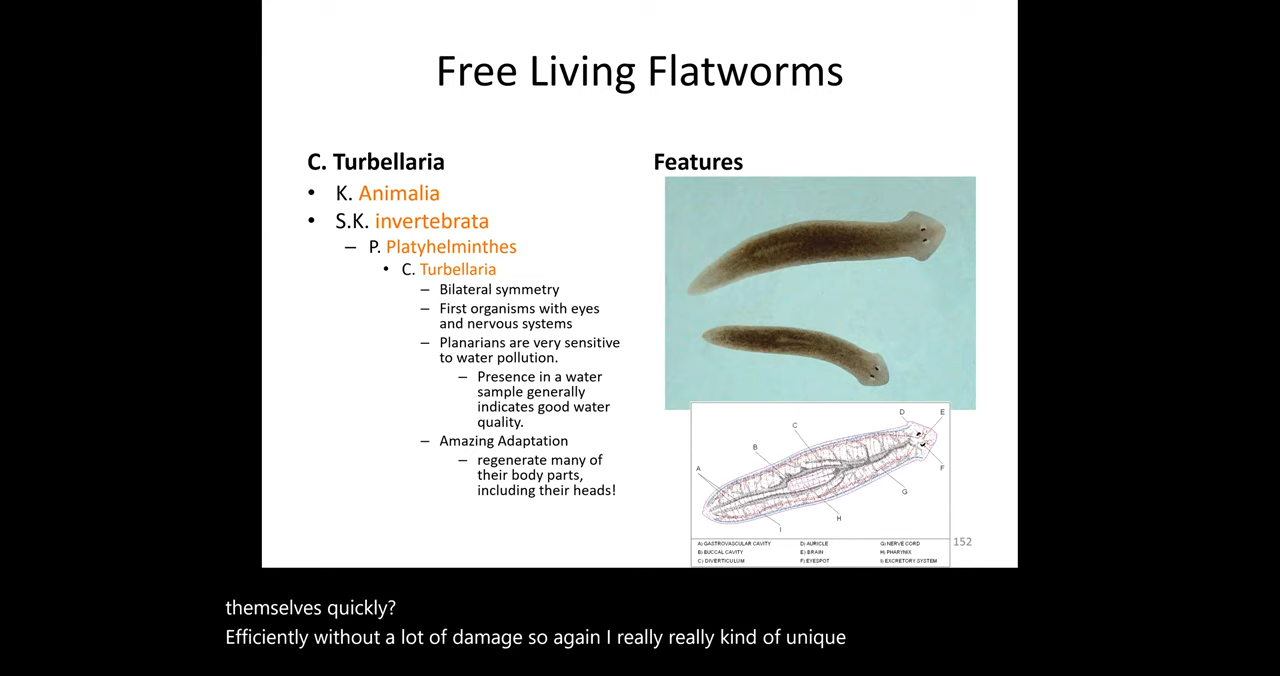 Free Living Flatworms
C. Turbellaria
• K. Animalia
• S.K. invertebrata
– P. Platyhelminthes
• C. Turbellaria
– Bilateral symmetry
– First organisms with eyes
and nervous systems
– Planarians are very sensitive
to water pollution.
– Presence in a water
sample generally
indicates good water
quality.
– Amazing Adaptation
– regenerate many of
their body parts,
including their heads!
Features
D
E
C
B
A
F
G
H
I
A) GASTROVASCULAR CAVITY
B) BUCCAL CAVITY
C) DIVERTICULUM
D) AURICLE
E) BRAIN
F) EYESPOT
G) NERVE CORD
H) PHARYNIX
I) EXCRETORY SYSTEM
152
themselves quickly?
Efficiently without a lot of damage so again I really really kind of unique